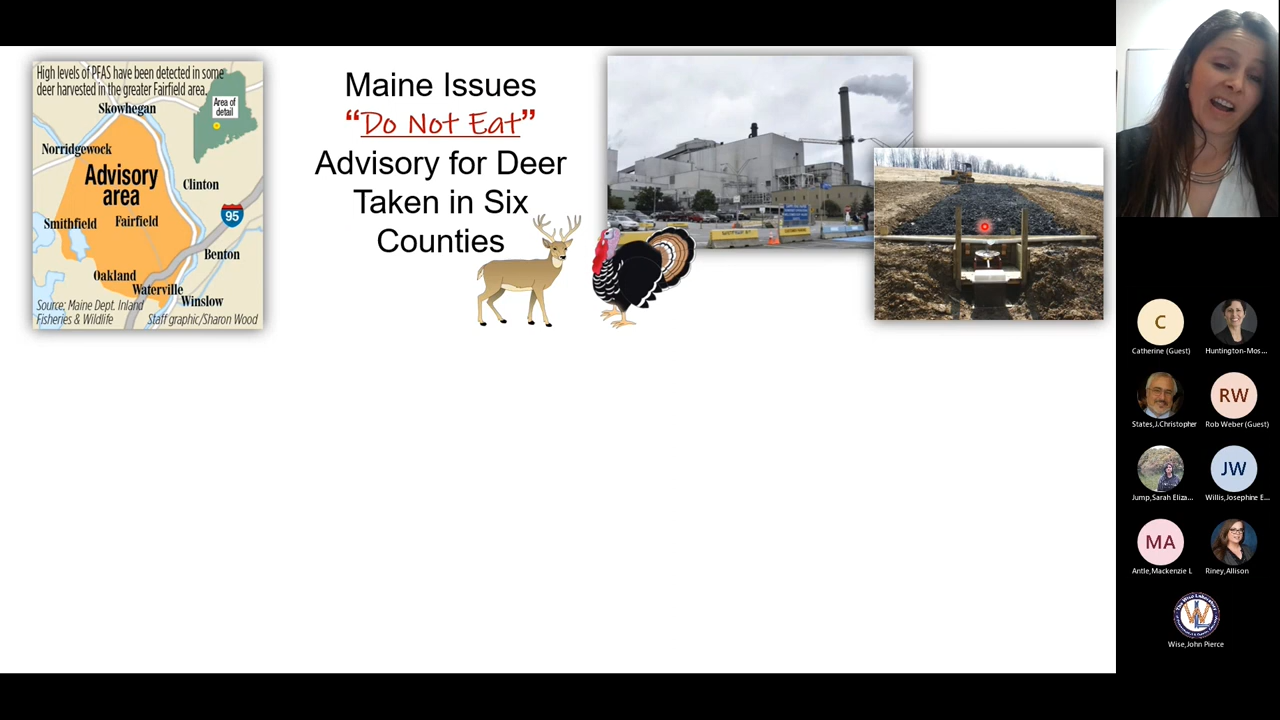 High levels of PFAS have been detected in some
deer harvested in the greater Fairfield area.
Area of
detail
Skowhegan
Norridgewock
Advisory
area
Clinton
95
Smithfield
Fairfield
Benton
Oakland
Waterville
Winslow
Source: Maine Dept. Inland
Fisheries & Wildlife
Staff graphic/Sharon Wood
Maine Issues
“Do Not Eat”
Advisory for Deer
Taken in Six
Counties
C
Catherine (Guest)
Huntington-Mos...
States,J.Christopher
RW
Rob Weber (Guest)
Jump,Sarah Eliza...
JW
Willis,Josephine E...
MA
Antle,Mackenzie L
Riney,Allison
Wise,John Pierce